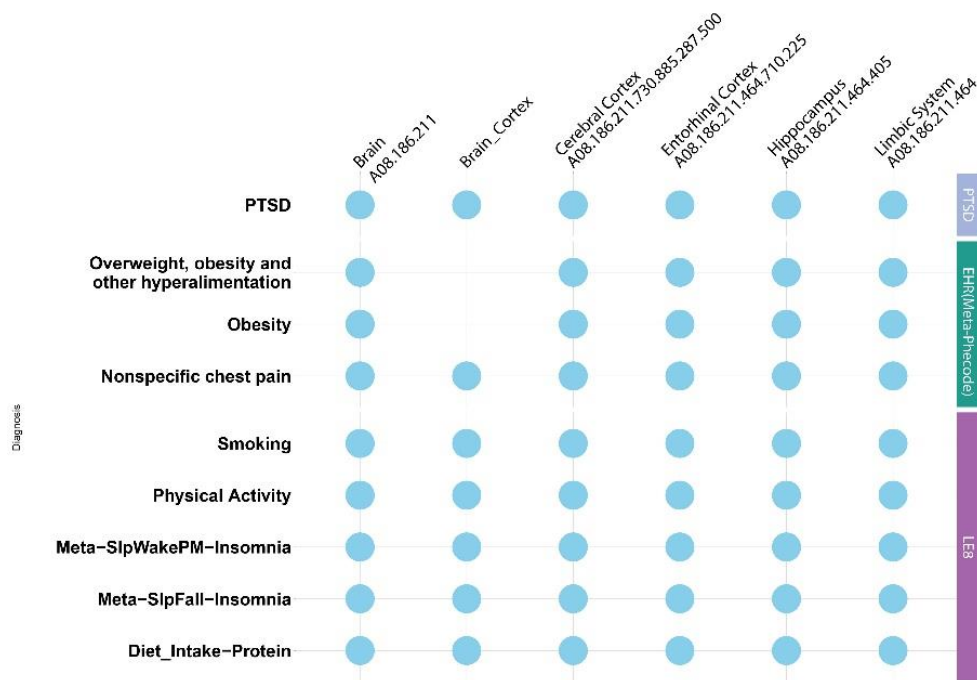 Brain
A08.186.211
Brain_Cortex
Cerebral Cortex
A08.186.211.730.885.287.500
Entorhinal Cortex
A08.186.211.464.710.225
Hippocampus
A08.186.211.464.405
Limbic System
A08.186.211.464
PTSD
PTSD
Overweight, obesity and
other hyperalimentation
Obesity
Nonspecific chest pain
EHR(Meta-Phecode)
Diagnosis
Smoking
Physical Activity
Meta−SlpWakePM−Insomnia
Meta−SlpFall−Insomnia
Diet_Intake−Protein
LE8